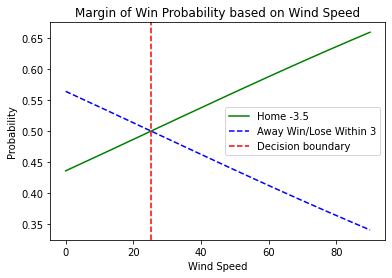 Margin of Win Probability based on Wind Speed
Probability
0.65
0.60
0.55
0.50
0.45
0.40
0.35
Home -3.5
Away Win/Lose Within 3
Decision boundary
0
20
40
60
80
Wind Speed